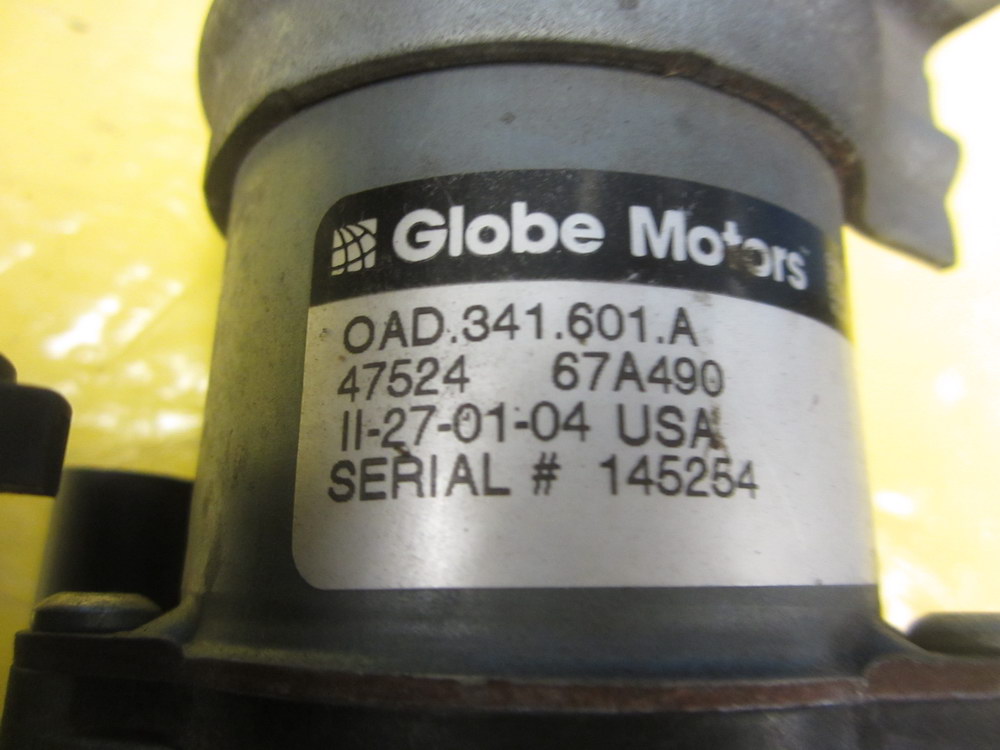 Globe Motors
OAD.341.601.A
47524 67A490
II-27-01-04 USA
SERIAL # 145254